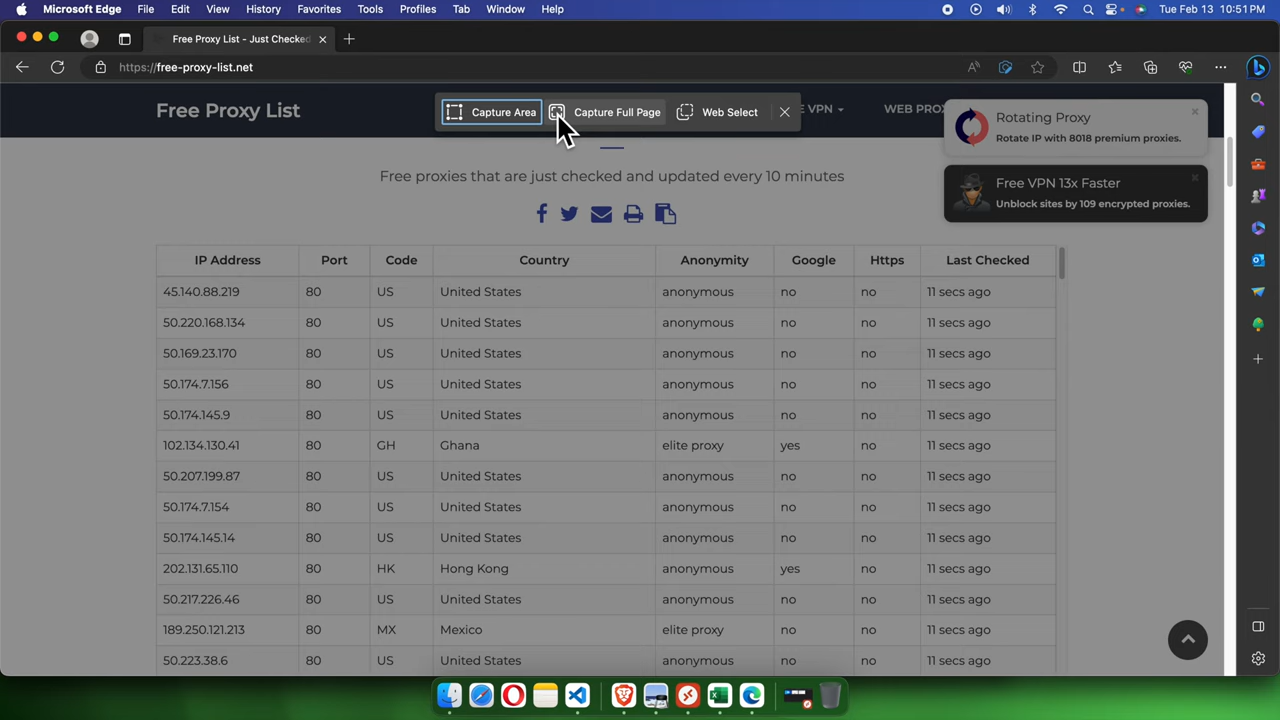 Microsoft Edge File Edit View History Favorites Tools Profiles Tab Window Help Tue Feb 13 10:51PM
Free Proxy List - Just Checked
https://free-proxy-list.net
Free Proxy List
Capture Area Capture Full Page Web Select
E VPN WEB PROX
Rotating Proxy
Rotate IP with 8018 premium proxies.
Free VPN 13x Faster
Unblock sites by 109 encrypted proxies.
Free proxies that are just checked and updated every 10 minutes
IP Address Port Code Country Anonymity Google Https Last Checked
45.140.88.219 80 US United States anonymous no no 11 secs ago
50.220.168.134 80 US United States anonymous no no 11 secs ago
50.169.23.170 80 US United States anonymous no no 11 secs ago
50.174.7.156 80 US United States anonymous no no 11 secs ago
50.174.145.9 80 US United States anonymous no no 11 secs ago
102.134.130.41 80 GH Ghana elite proxy yes no 11 secs ago
50.207.199.87 80 US United States anonymous no no 11 secs ago
50.174.7.154 80 US United States anonymous no no 11 secs ago
50.174.145.14 80 US United States anonymous no no 11 secs ago
202.131.65.110 80 HK Hong Kong anonymous yes no 11 secs ago
50.217.226.46 80 US United States anonymous no no 11 secs ago
189.250.121.213 80 MX Mexico elite proxy no no 11 secs ago
50.223.38.6 80 US United States anonymous no no 11 secs ago